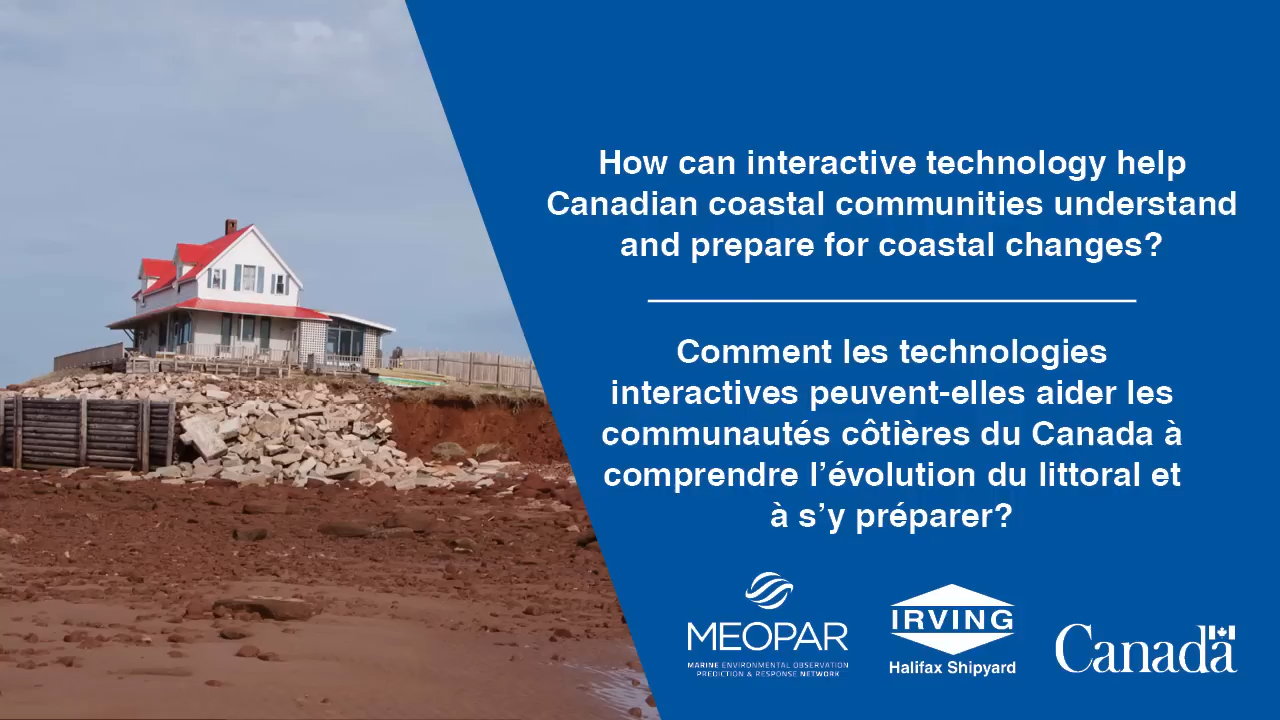 How can interactive technology help
Canadian coastal communities understand
and prepare for coastal changes?
Comment les technologies
interactives peuvent-elles aider les
communautés côtières du Canada à
comprendre l’évolution du littoral et
à s’y préparer?
MEOPAR
MARINE ENVIRONMENTAL OBSERVATION
PREDICTION & RESPONSE NETWORK
IRVING
Halifax Shipyard
Canada